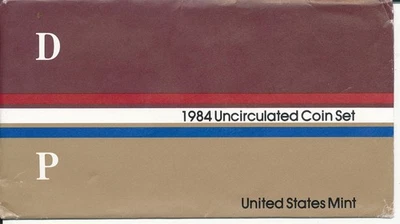 D
1984 Uncirculated Coin Set
P
United States Mint